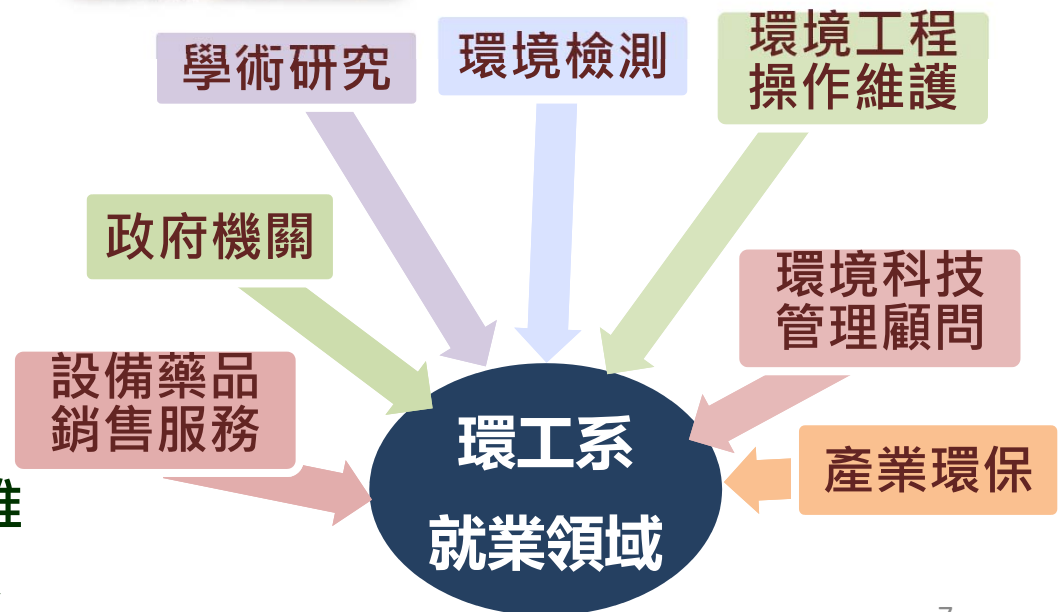 學術研究
環境檢測
環境工程
操作維護
政府機關
環境科技
管理顧問
設備藥品
銷售服務
產業環保
環工系
就業領域